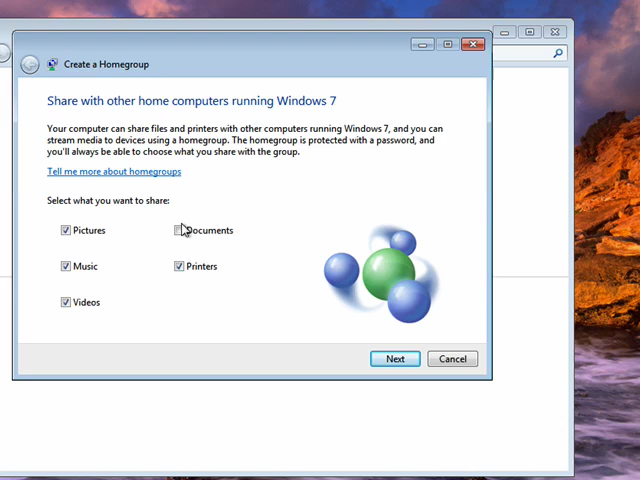 Create a Homegroup
Share with other home computers running Windows 7
Your computer can share files and printers with other computers running Windows 7, and you can
stream media to devices using a homegroup. The homegroup is protected with a password, and
you'll always be able to choose what you share with the group.
Tell me more about homegroups
Select what you want to share:
Pictures
Documents
Music
Printers
Videos
Next
Cancel